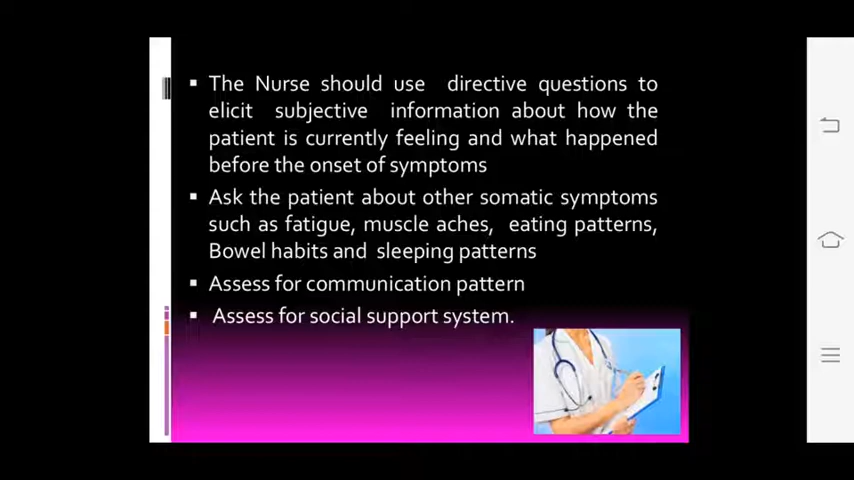 The Nurse should use directive questions to
elicit subjective information about how the
patient is currently feeling and what happened
before the onset of symptoms
Ask the patient about other somatic symptoms
such as fatigue, muscle aches, eating patterns,
Bowel habits and sleeping patterns
Assess for communication pattern
Assess for social support system.